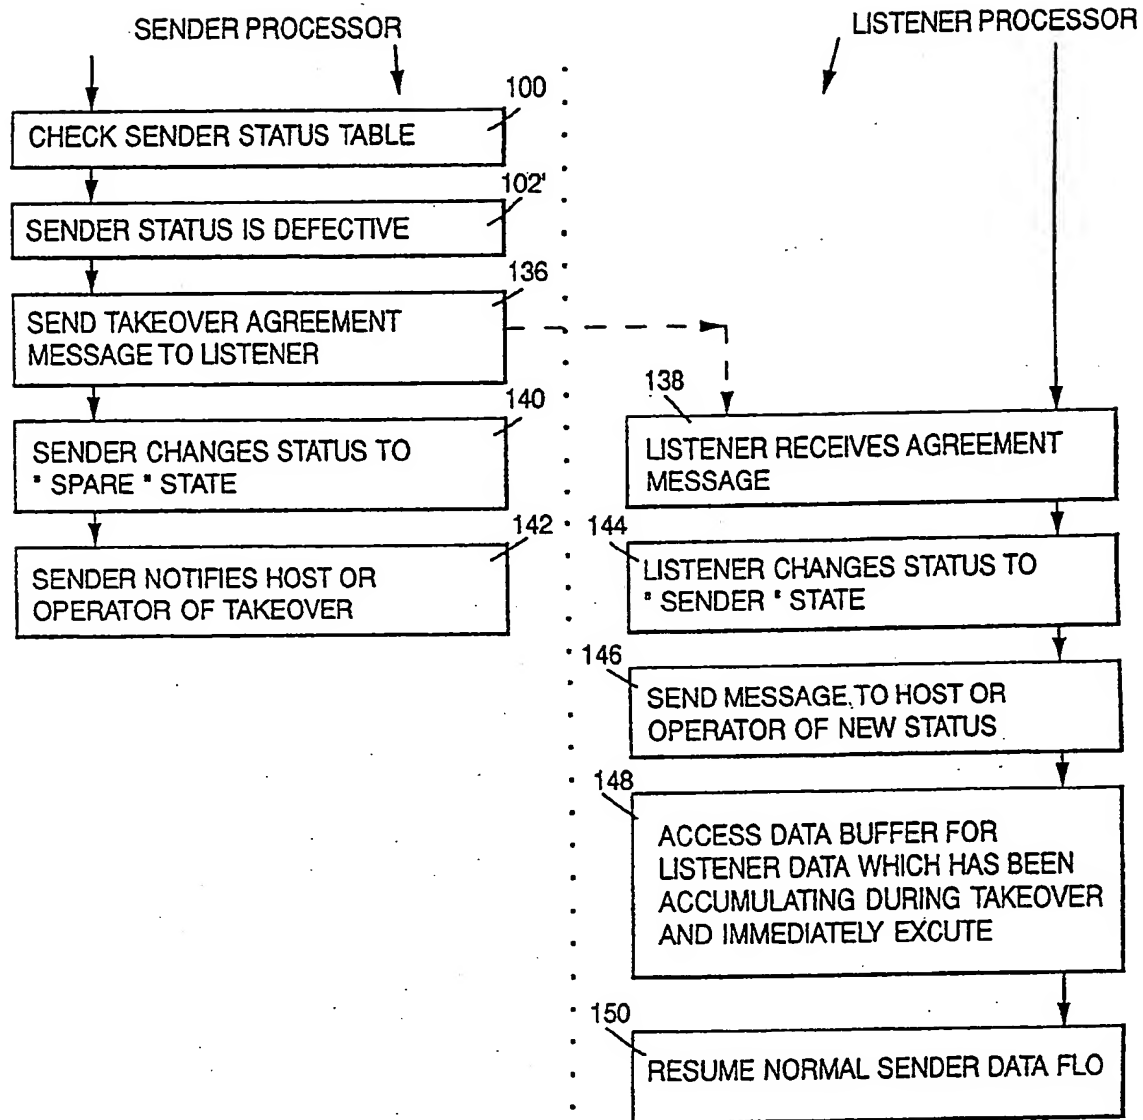 SENDER PROCESSOR
LISTENER PROCESSOR
100
CHECK SENDER STATUS TABLE
102'
SENDER STATUS IS DEFECTIVE
136
SEND TAKEOVER AGREEMENT
MESSAGE TO LISTENER
140
SENDER CHANGES STATUS TO
" SPARE " STATE
142
SENDER NOTIFIES HOST OR
OPERATOR OF TAKEOVER
138
LISTENER RECEIVES AGREEMENT
MESSAGE
144
LISTENER CHANGES STATUS TO
" SENDER " STATE
146
SEND MESSAGE TO HOST OR
OPERATOR OF NEW STATUS
148
ACCESS DATA BUFFER FOR
LISTENER DATA WHICH HAS BEEN
ACCUMULATING DURING TAKEOVER
AND IMMEDIATELY EXCUTE
150
RESUME NORMAL SENDER DATA FLO